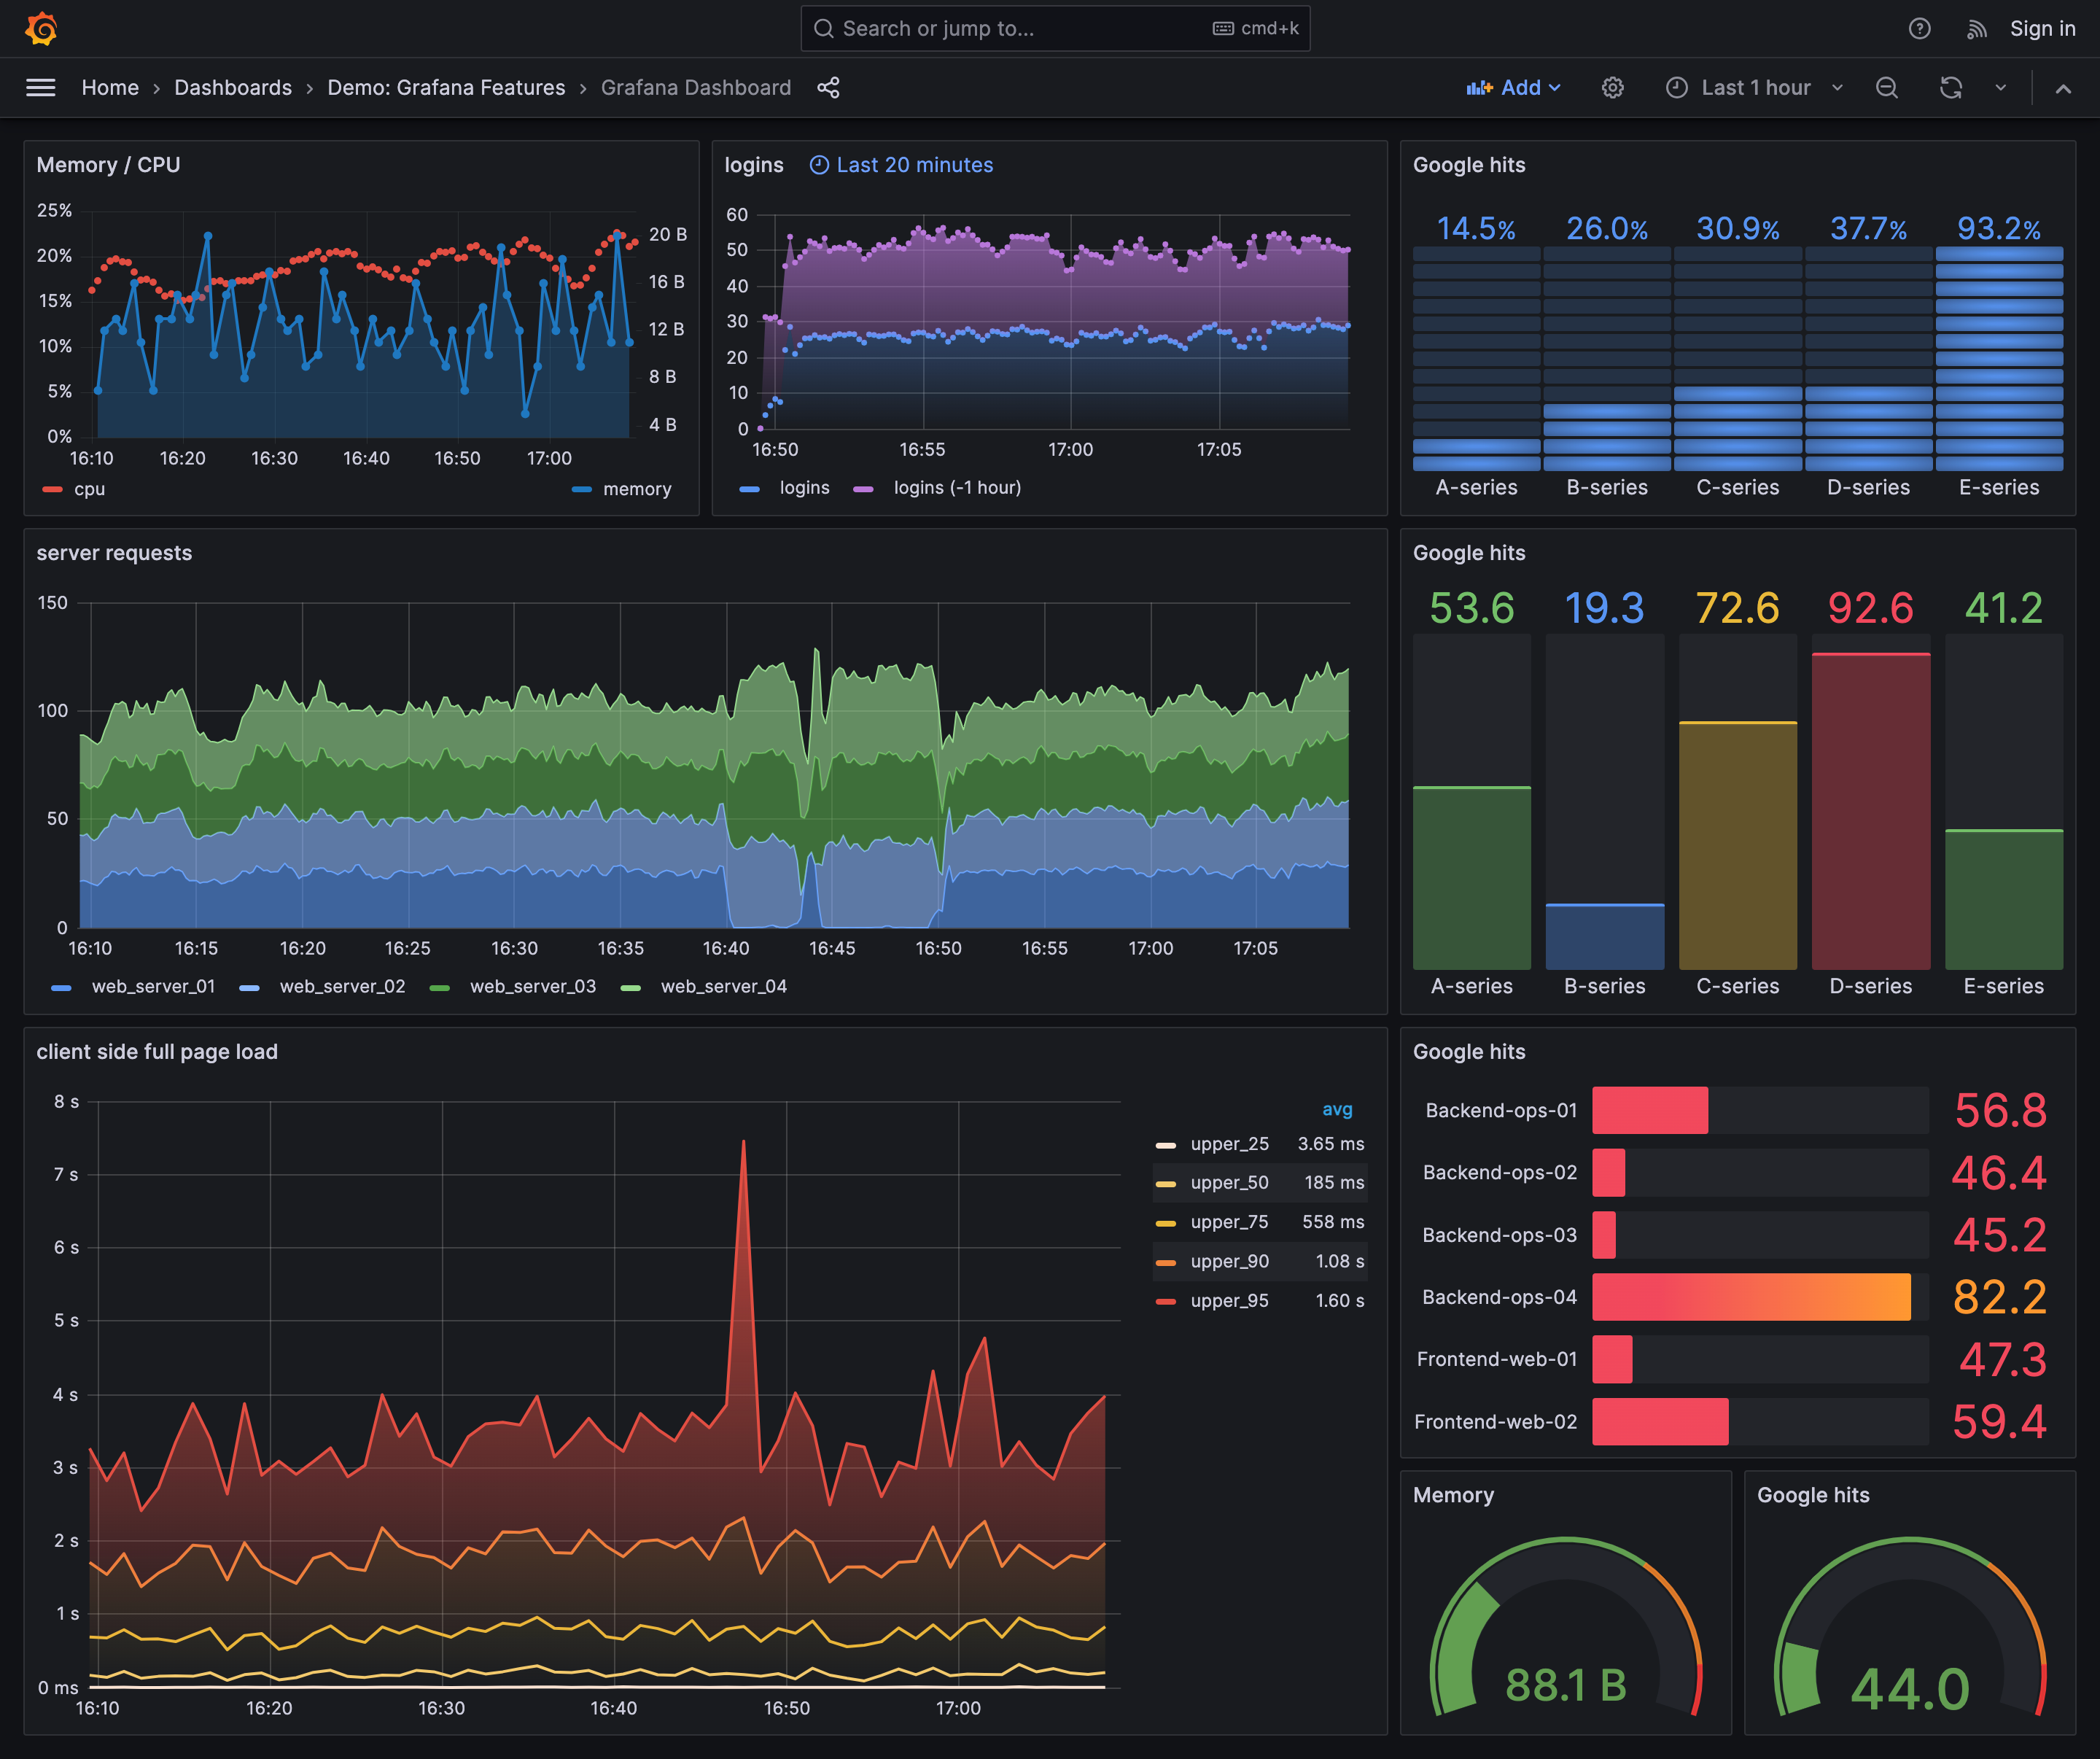 Search or jump to...
cmd+k
Sign in
Home › Dashboards › Demo: Grafana Features › Grafana Dashboard
Add
Last 1 hour
Memory / CPU
25%
20%
15%
10%
5%
0%
20 B
16 B
12 B
8 B
4 B
16:10 16:20 16:30 16:40 16:50 17:00
cpu
memory
logins
Last 20 minutes
60
50
40
30
20
10
0
16:50 16:55 17:00 17:05
logins
logins (-1 hour)
Google hits
14.5% 26.0% 30.9% 37.7% 93.2%
A-series B-series C-series D-series E-series
server requests
150
100
50
0
16:10 16:15 16:20 16:25 16:30 16:35 16:40 16:45 16:50 16:55 17:00 17:05
web_server_01 web_server_02 web_server_03 web_server_04
Google hits
53.6 19.3 72.6 92.6 41.2
A-series B-series C-series D-series E-series
client side full page load
8 s
7 s
6 s
5 s
4 s
3 s
2 s
1 s
0 ms
16:10 16:20 16:30 16:40 16:50 17:00
avg
upper_25 3.65 ms
upper_50 185 ms
upper_75 558 ms
upper_90 1.08 s
upper_95 1.60 s
Google hits
Backend-ops-01 56.8
Backend-ops-02 46.4
Backend-ops-03 45.2
Backend-ops-04 82.2
Frontend-web-01 47.3
Frontend-web-02 59.4
Memory
88.1 B
Google hits
44.0